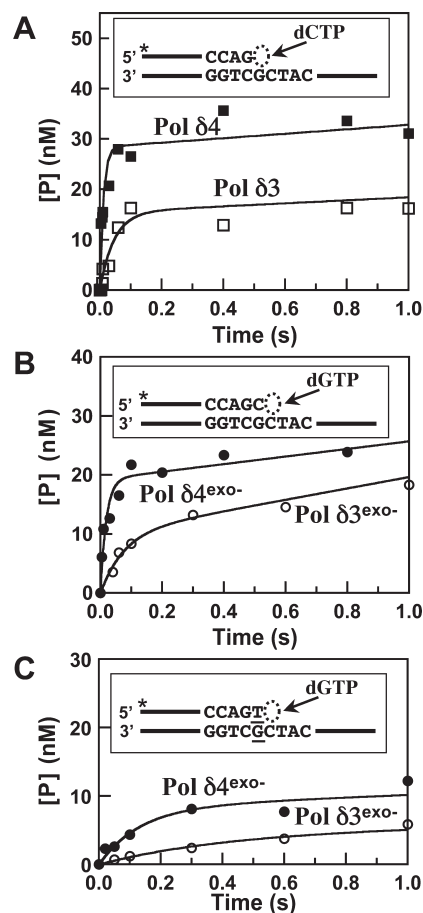 A
[P] (nM)
50
40
30
20
10
0
dCTP
*
5' CCAG
3' GGTCGCTAC
Pol δ4
Pol δ3
0.0 0.2 0.4 0.6 0.8 1.0
Time (s)
B
[P] (nM)
40
30
20
10
0
dGTP
*
5' CCAGC
3' GGTCGCTAC
Pol δ4exo-
Pol δ3exo-
0.0 0.2 0.4 0.6 0.8 1.0
Time (s)
C
[P] (nM)
30
20
10
0
dGTP
*
5' CCAGT
3' GGTCGCTAC
Pol δ4exo-
Pol δ3exo-
0.0 0.2 0.4 0.6 0.8 1.0
Time (s)